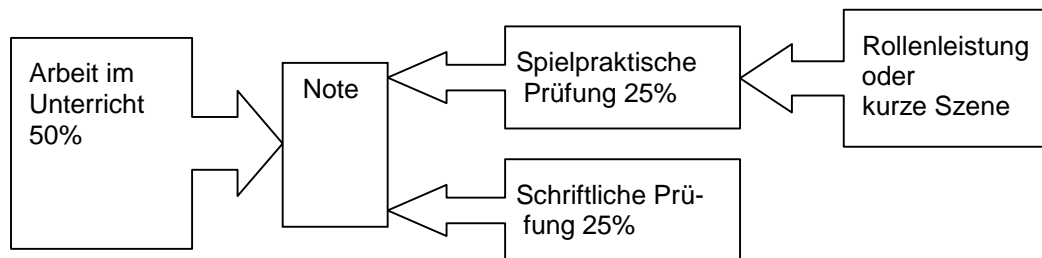 Arbeit im
Unterricht
50%
Note
Spielpraktische
Prüfung 25%
Rollenleistung
oder
kurze Szene
Schriftliche Prü-
fung 25%